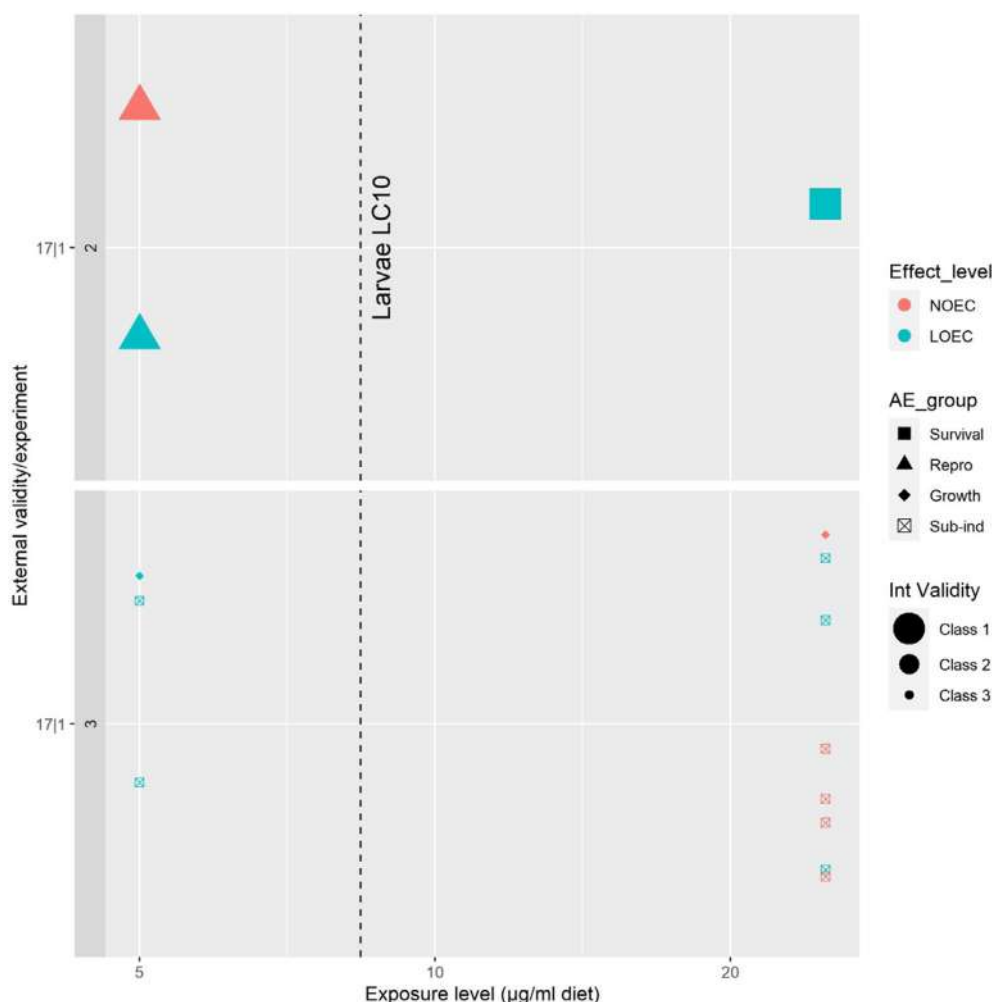 Larvae LC10
17|1
2
17|1
3
External validity/experiment
5
10
20
Exposure level (µg/ml diet)
Effect_level
NOEC
LOEC
AE_group
Survival
Repro
Growth
Sub-ind
Int Validity
Class 1
Class 2
Class 3